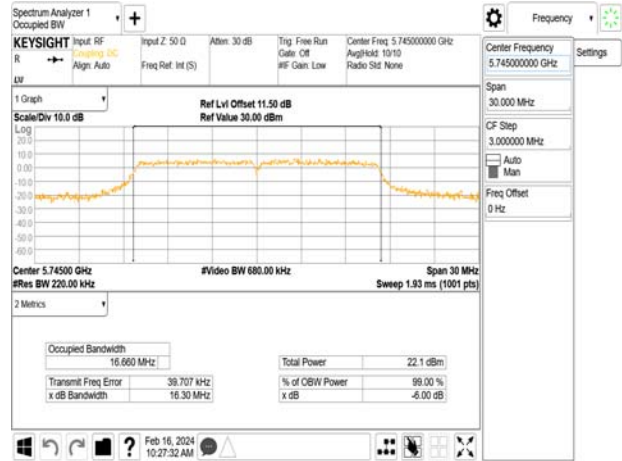 Spectrum Analyzer 1
Occupied BW
+
Frequency
KEYSIGHT
R
Input: RF
Coupling: DC
Align: Auto
Input Z: 50 Ω
Freq Ref: Int (S)
Atten: 30 dB
Trig: Free Run
Gate: Off
#IF Gain: Low
Center Freq: 5.745000000 GHz
Avg|Hold: 10/10
Radio Std: None
Center Frequency
5.745000000 GHz
Settings
Span
30.000 MHz
CF Step
3.000000 MHz
Auto
Man
Freq Offset
0 Hz
1 Graph
Scale/Div 10.0 dB
Ref Lvl Offset 11.50 dB
Ref Value 30.00 dBm
Log
20.0
10.0
0.00
-10.0
-20.0
-30.0
-40.0
-50.0
-60.0
Center 5.74500 GHz
#Res BW 220.00 kHz
#Video BW 680.00 kHz
Span 30 MHz
Sweep 1.93 ms (1001 pts)
2 Metrics
Occupied Bandwidth
16.660 MHz
Total Power 22.1 dBm
Transmit Freq Error 39.707 kHz
% of OBW Power 99.00 %
x dB Bandwidth 16.30 MHz
x dB -6.00 dB
?
Feb 16, 2024
10:27:32 AM